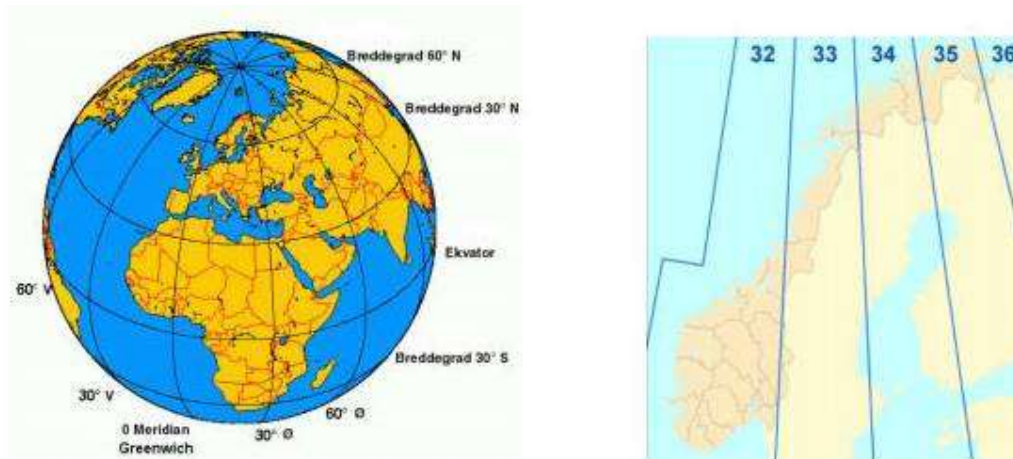 Breddegrad 60° N
Breddegrad 30° N
Ekvator
60° V
Breddegrad 30° S
30° V
60° Ø
0 Meridian
Greenwich
30° Ø
32 33 34 35 36